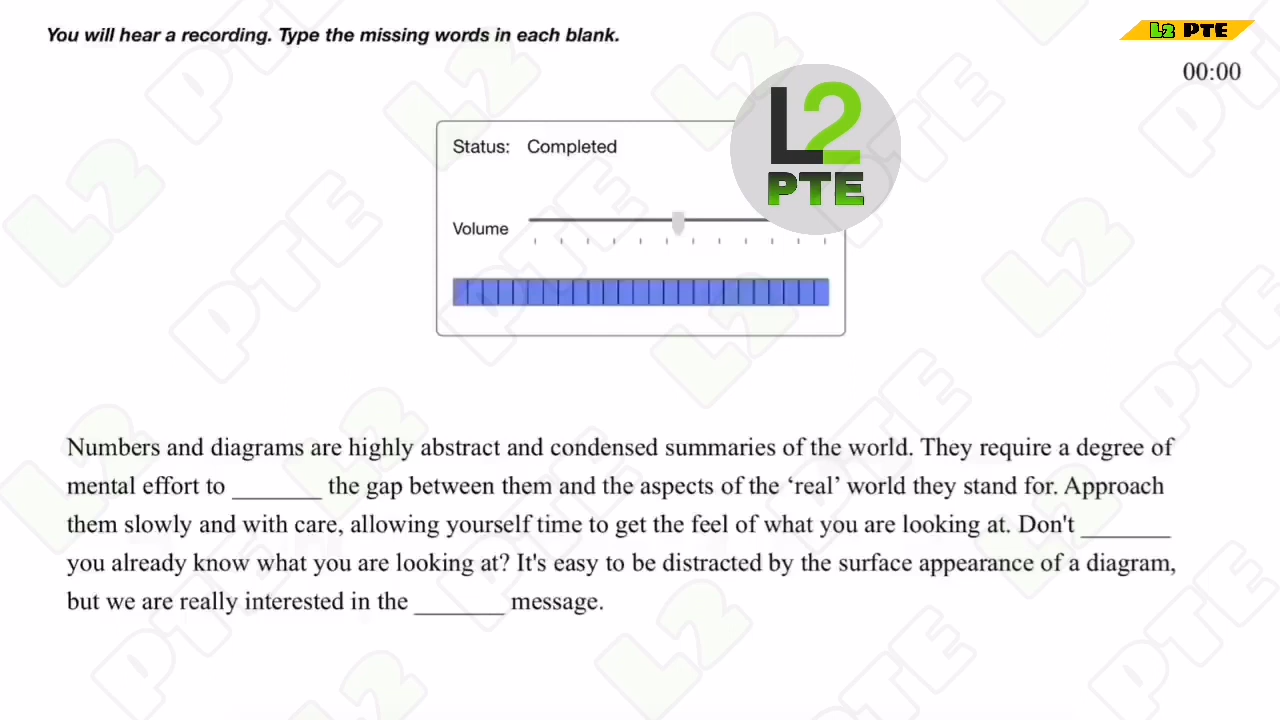 You will hear a recording. Type the missing words in each blank.
L2 PTE
00:00
L2
PTE
Status: Completed
Volume
Numbers and diagrams are highly abstract and condensed summaries of the world. They require a degree of
mental effort to _______ the gap between them and the aspects of the ‘real’ world they stand for. Approach
them slowly and with care, allowing yourself time to get the feel of what you are looking at. Don't _______
you already know what you are looking at? It's easy to be distracted by the surface appearance of a diagram,
but we are really interested in the _______ message.